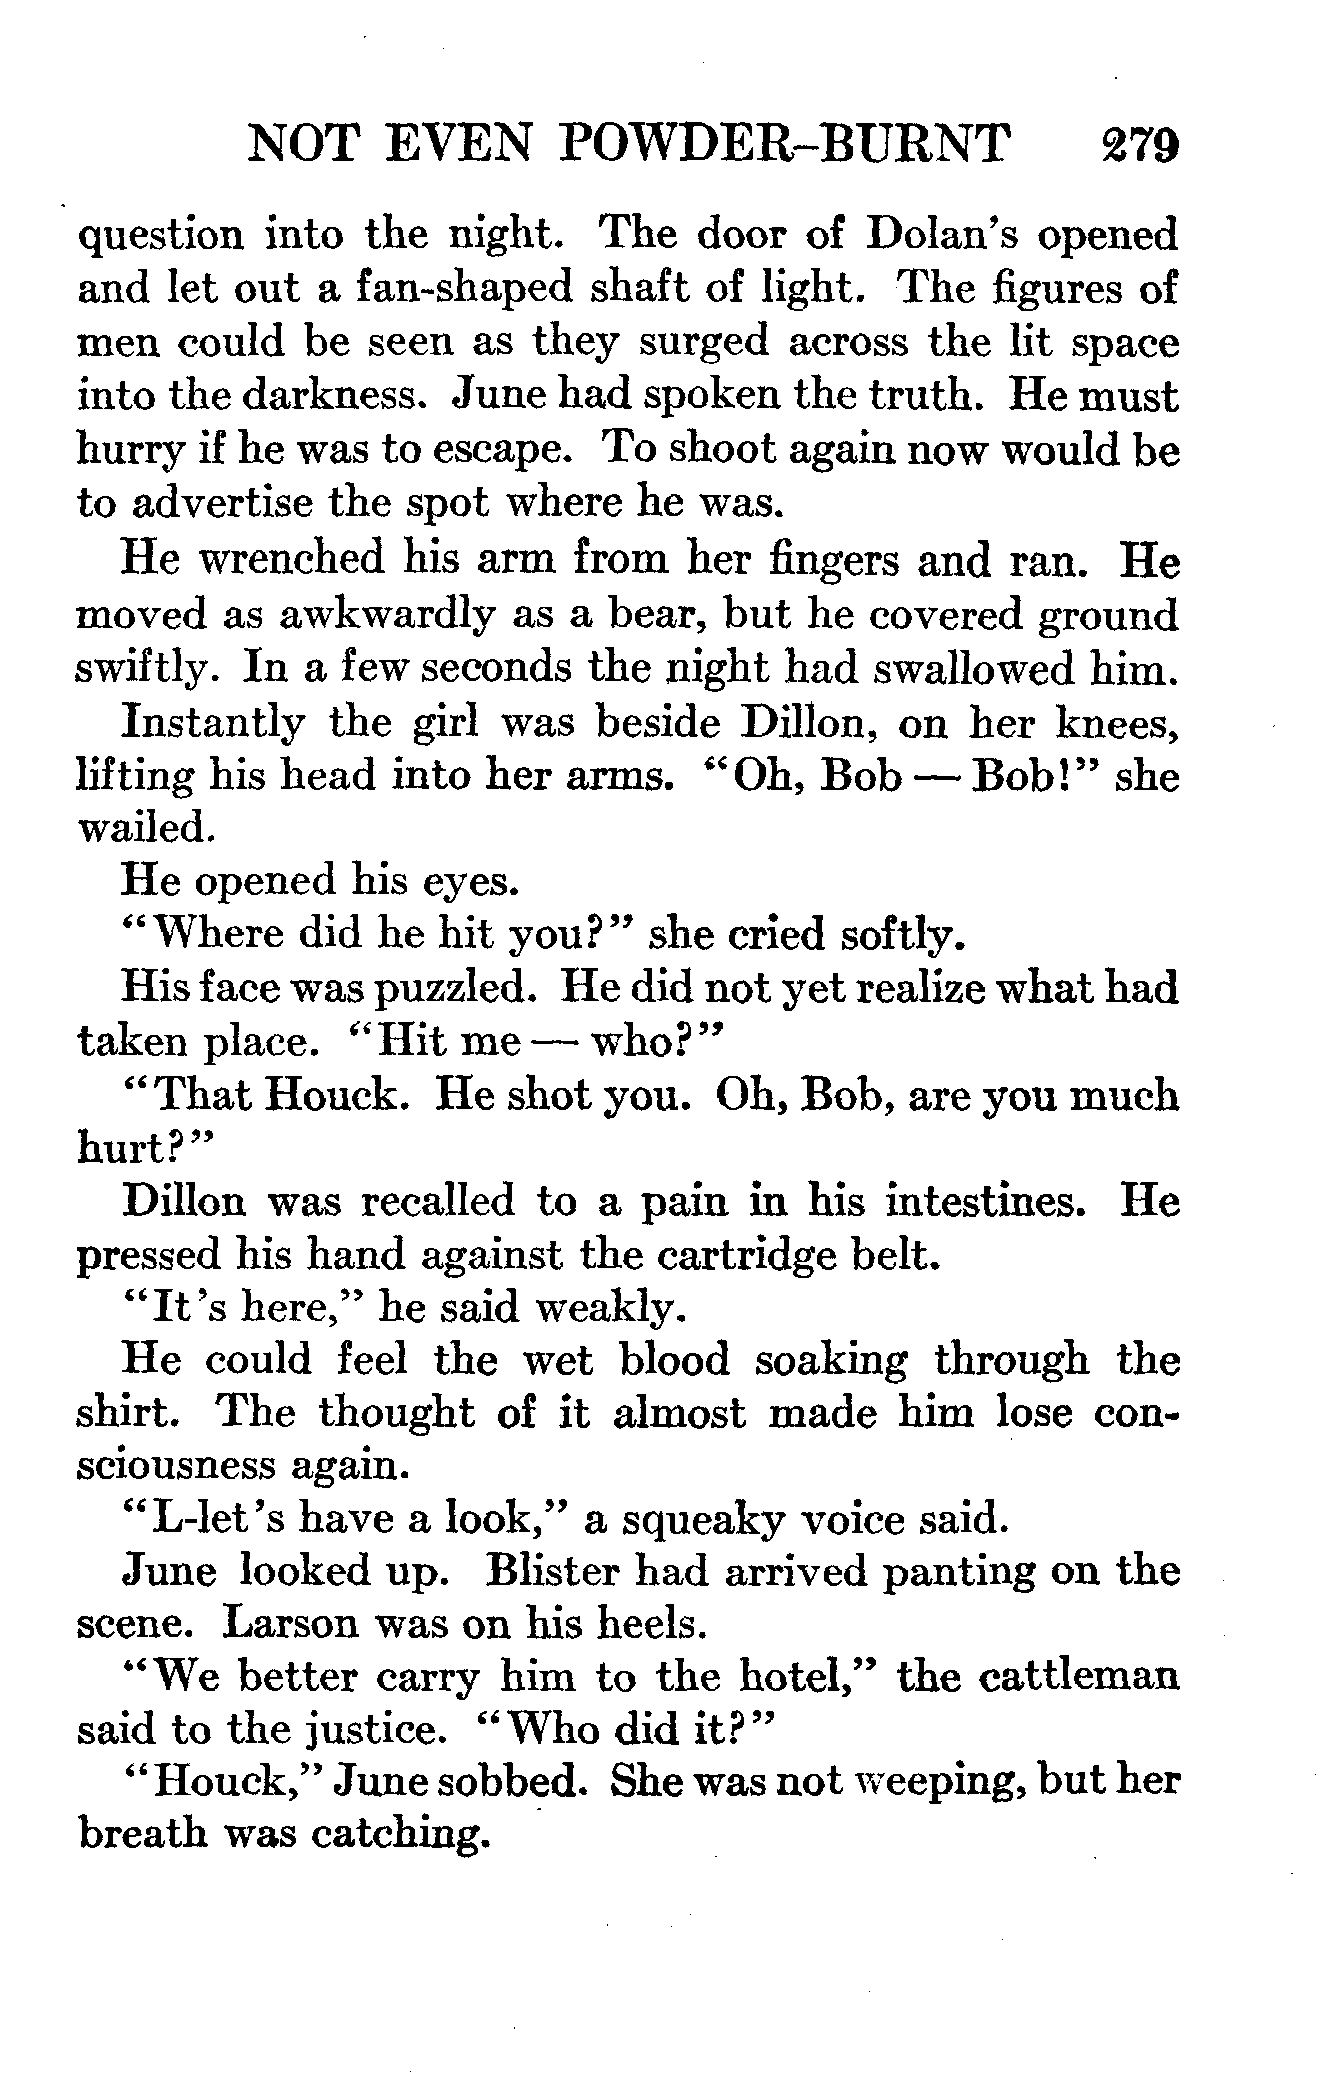 NOT EVEN POWDER-BURNT 279
question into the night. The door of Dolan's opened
and let out a fan-shaped shaft of light. The figures of
men could be seen as they surged across the lit space
into the darkness. June had spoken the truth. He must
hurry if he was to escape. To shoot again now would be
to advertise the spot where he was.
He wrenched his arm from her fingers and ran. He
moved as awkwardly as a bear, but he covered ground
swiftly. In a few seconds the night had swallowed him.
Instantly the girl was beside Dillon, on her knees,
lifting his head into her arms. “Oh, Bob — Bob!” she
wailed.
He opened his eyes.
“Where did he hit you?” she cried softly.
His face was puzzled. He did not yet realize what had
taken place. “Hit me — who?”
“That Houck. He shot you. Oh, Bob, are you much
hurt?”
Dillon was recalled to a pain in his intestines. He
pressed his hand against the cartridge belt.
“It's here,” he said weakly.
He could feel the wet blood soaking through the
shirt. The thought of it almost made him lose con-
sciousness again.
“L-let's have a look,” a squeaky voice said.
June looked up. Blister had arrived panting on the
scene. Larson was on his heels.
“We better carry him to the hotel,” the cattleman
said to the justice. “Who did it?”
“Houck,” June sobbed. She was not weeping, but her
breath was catching.